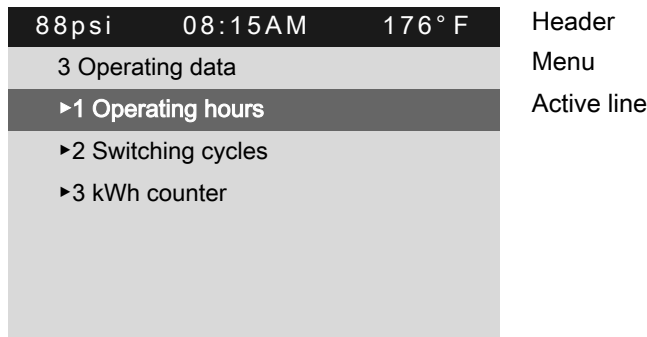 88psi 08:15AM 176°F Header
3 Operating data Menu
▸1 Operating hours Active line
▸2 Switching cycles
▸3 kWh counter